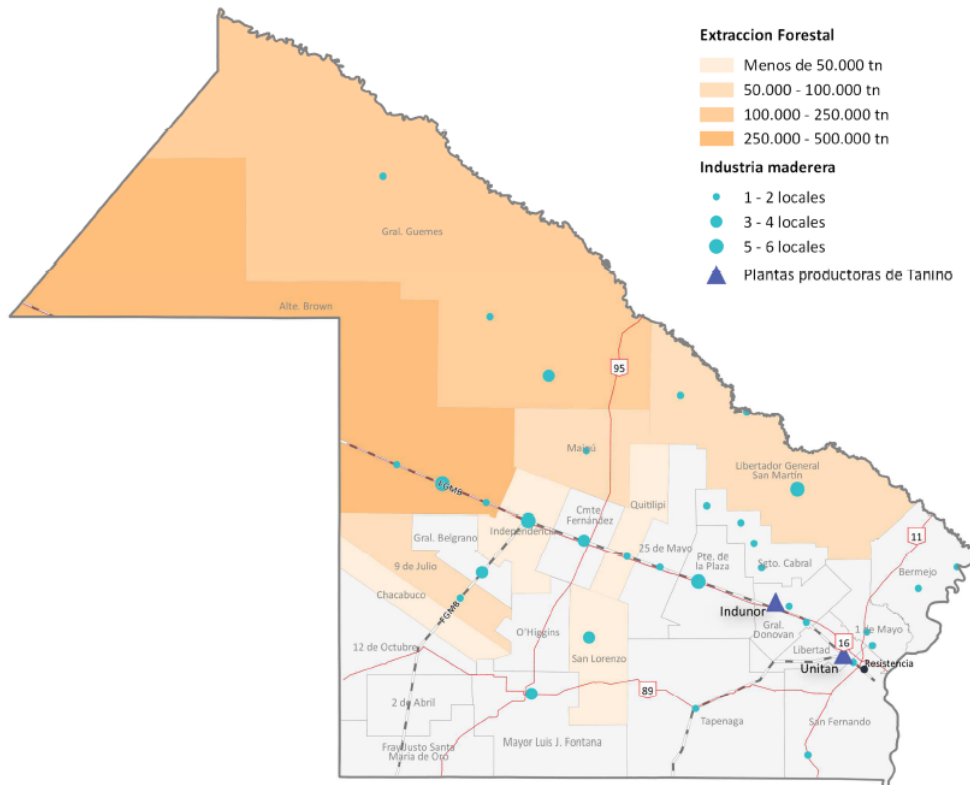 Extraccion Forestal
Menos de 50.000 tn
50.000 - 100.000 tn
100.000 - 250.000 tn
250.000 - 500.000 tn
Industria maderera
1 - 2 locales
3 - 4 locales
5 - 6 locales
Plantas productoras de Tanino
Gral. Guemes
Alte. Brown
95
Maipú
Libertador General
San Martín
FGMB
Quitilipi
Cmte
Fernández
Independencia
Gral. Belgrano
25 de Mayo
11
Pte. de
la Plaza
Scto. Cabral
Bermejo
9 de Julio
Chacabuco
FGMB
Indunor
O'Higgins
Gral.
Donovan
1 de Mayo
16
12 de Octubre
San Lorenzo
Libertad
Unitan
Resistencia
89
2 de Abril
Tapenaga
San Fernando
Fray Justo Santa
Maria de Oro
Mayor Luis J. Fontana